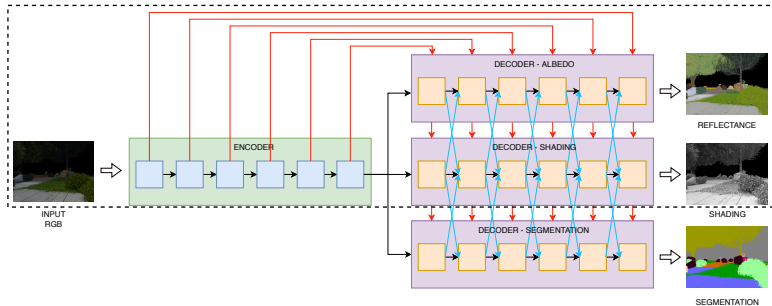 DECODER - ALBEDO
REFLECTANCE
ENCODER
DECODER - SHADING
INPUT
RGB
SHADING
DECODER - SEGMENTATION
SEGMENTATION